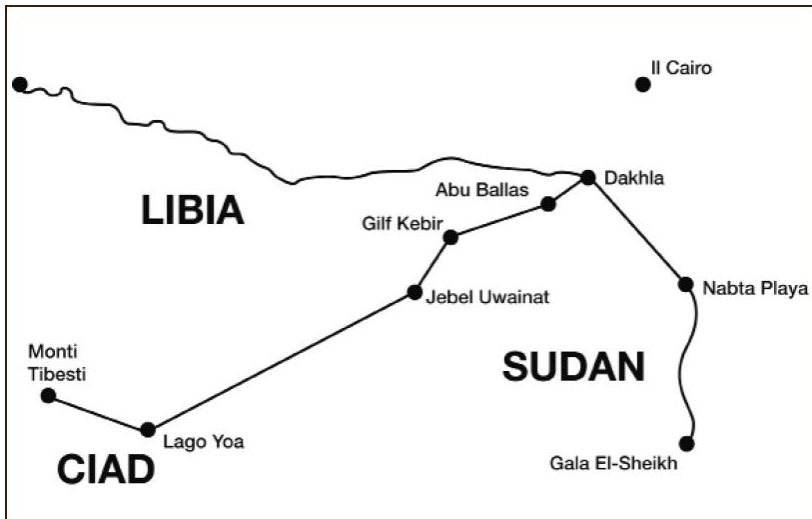 Il Cairo
Dakhla
Abu Ballas
LIBIA
Gilf Kebir
Nabta Playa
Jebel Uwainat
Monti
Tibesti
SUDAN
Lago Yoa
CIAD
Gala El-Sheikh